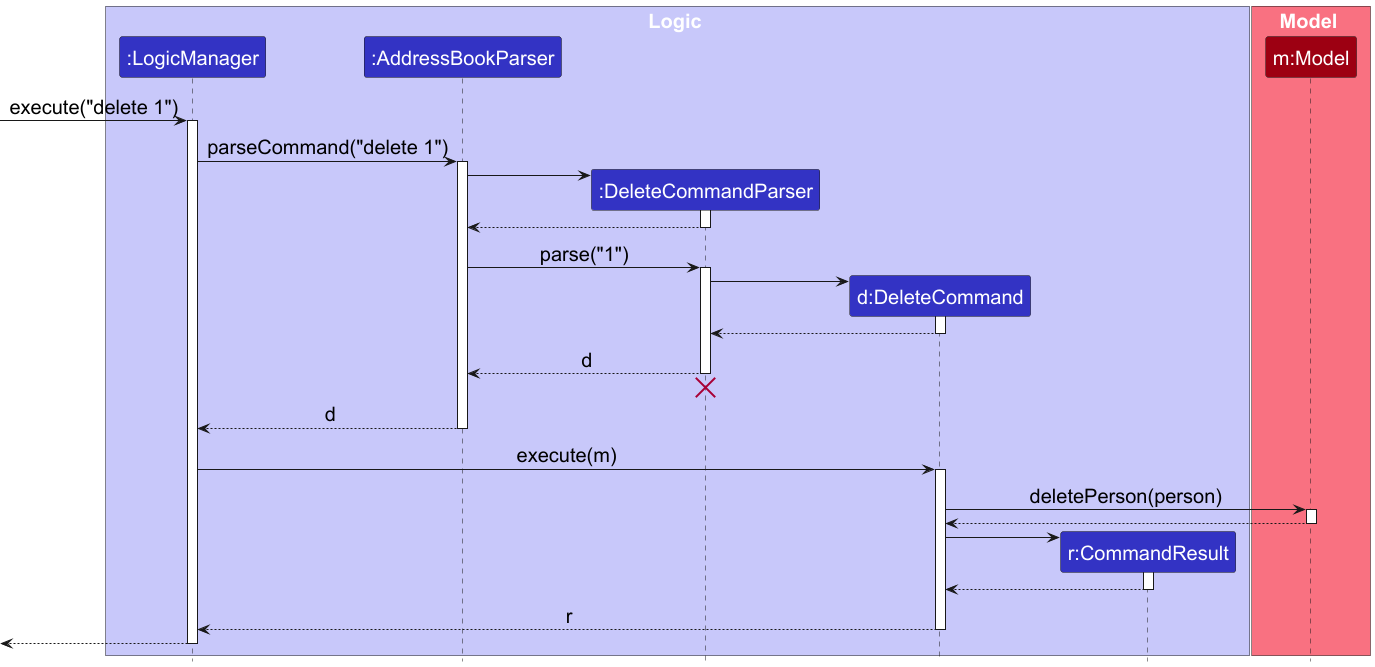 Logic
Model
:LogicManager
:AddressBookParser
m:Model
execute("delete 1")
parseCommand("delete 1")
:DeleteCommandParser
parse("1")
d:DeleteCommand
d
d
execute(m)
deletePerson(person)
r:CommandResult
r